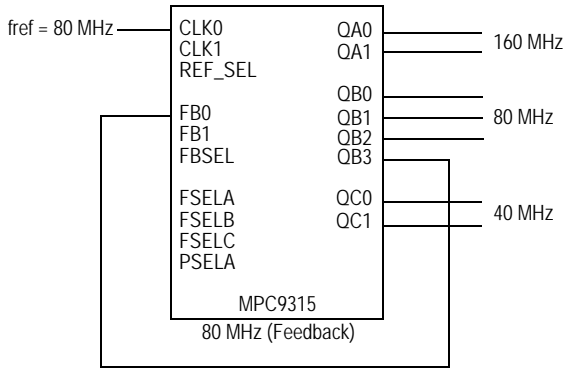 fref = 80 MHz
CLK0
CLK1
REF_SEL
FB0
FB1
FBSEL
FSELA
FSELB
FSELC
PSELA
QA0
QA1
160 MHz
QB0
QB1
QB2
QB3
80 MHz
QC0
QC1
40 MHz
MPC9315
80 MHz (Feedback)